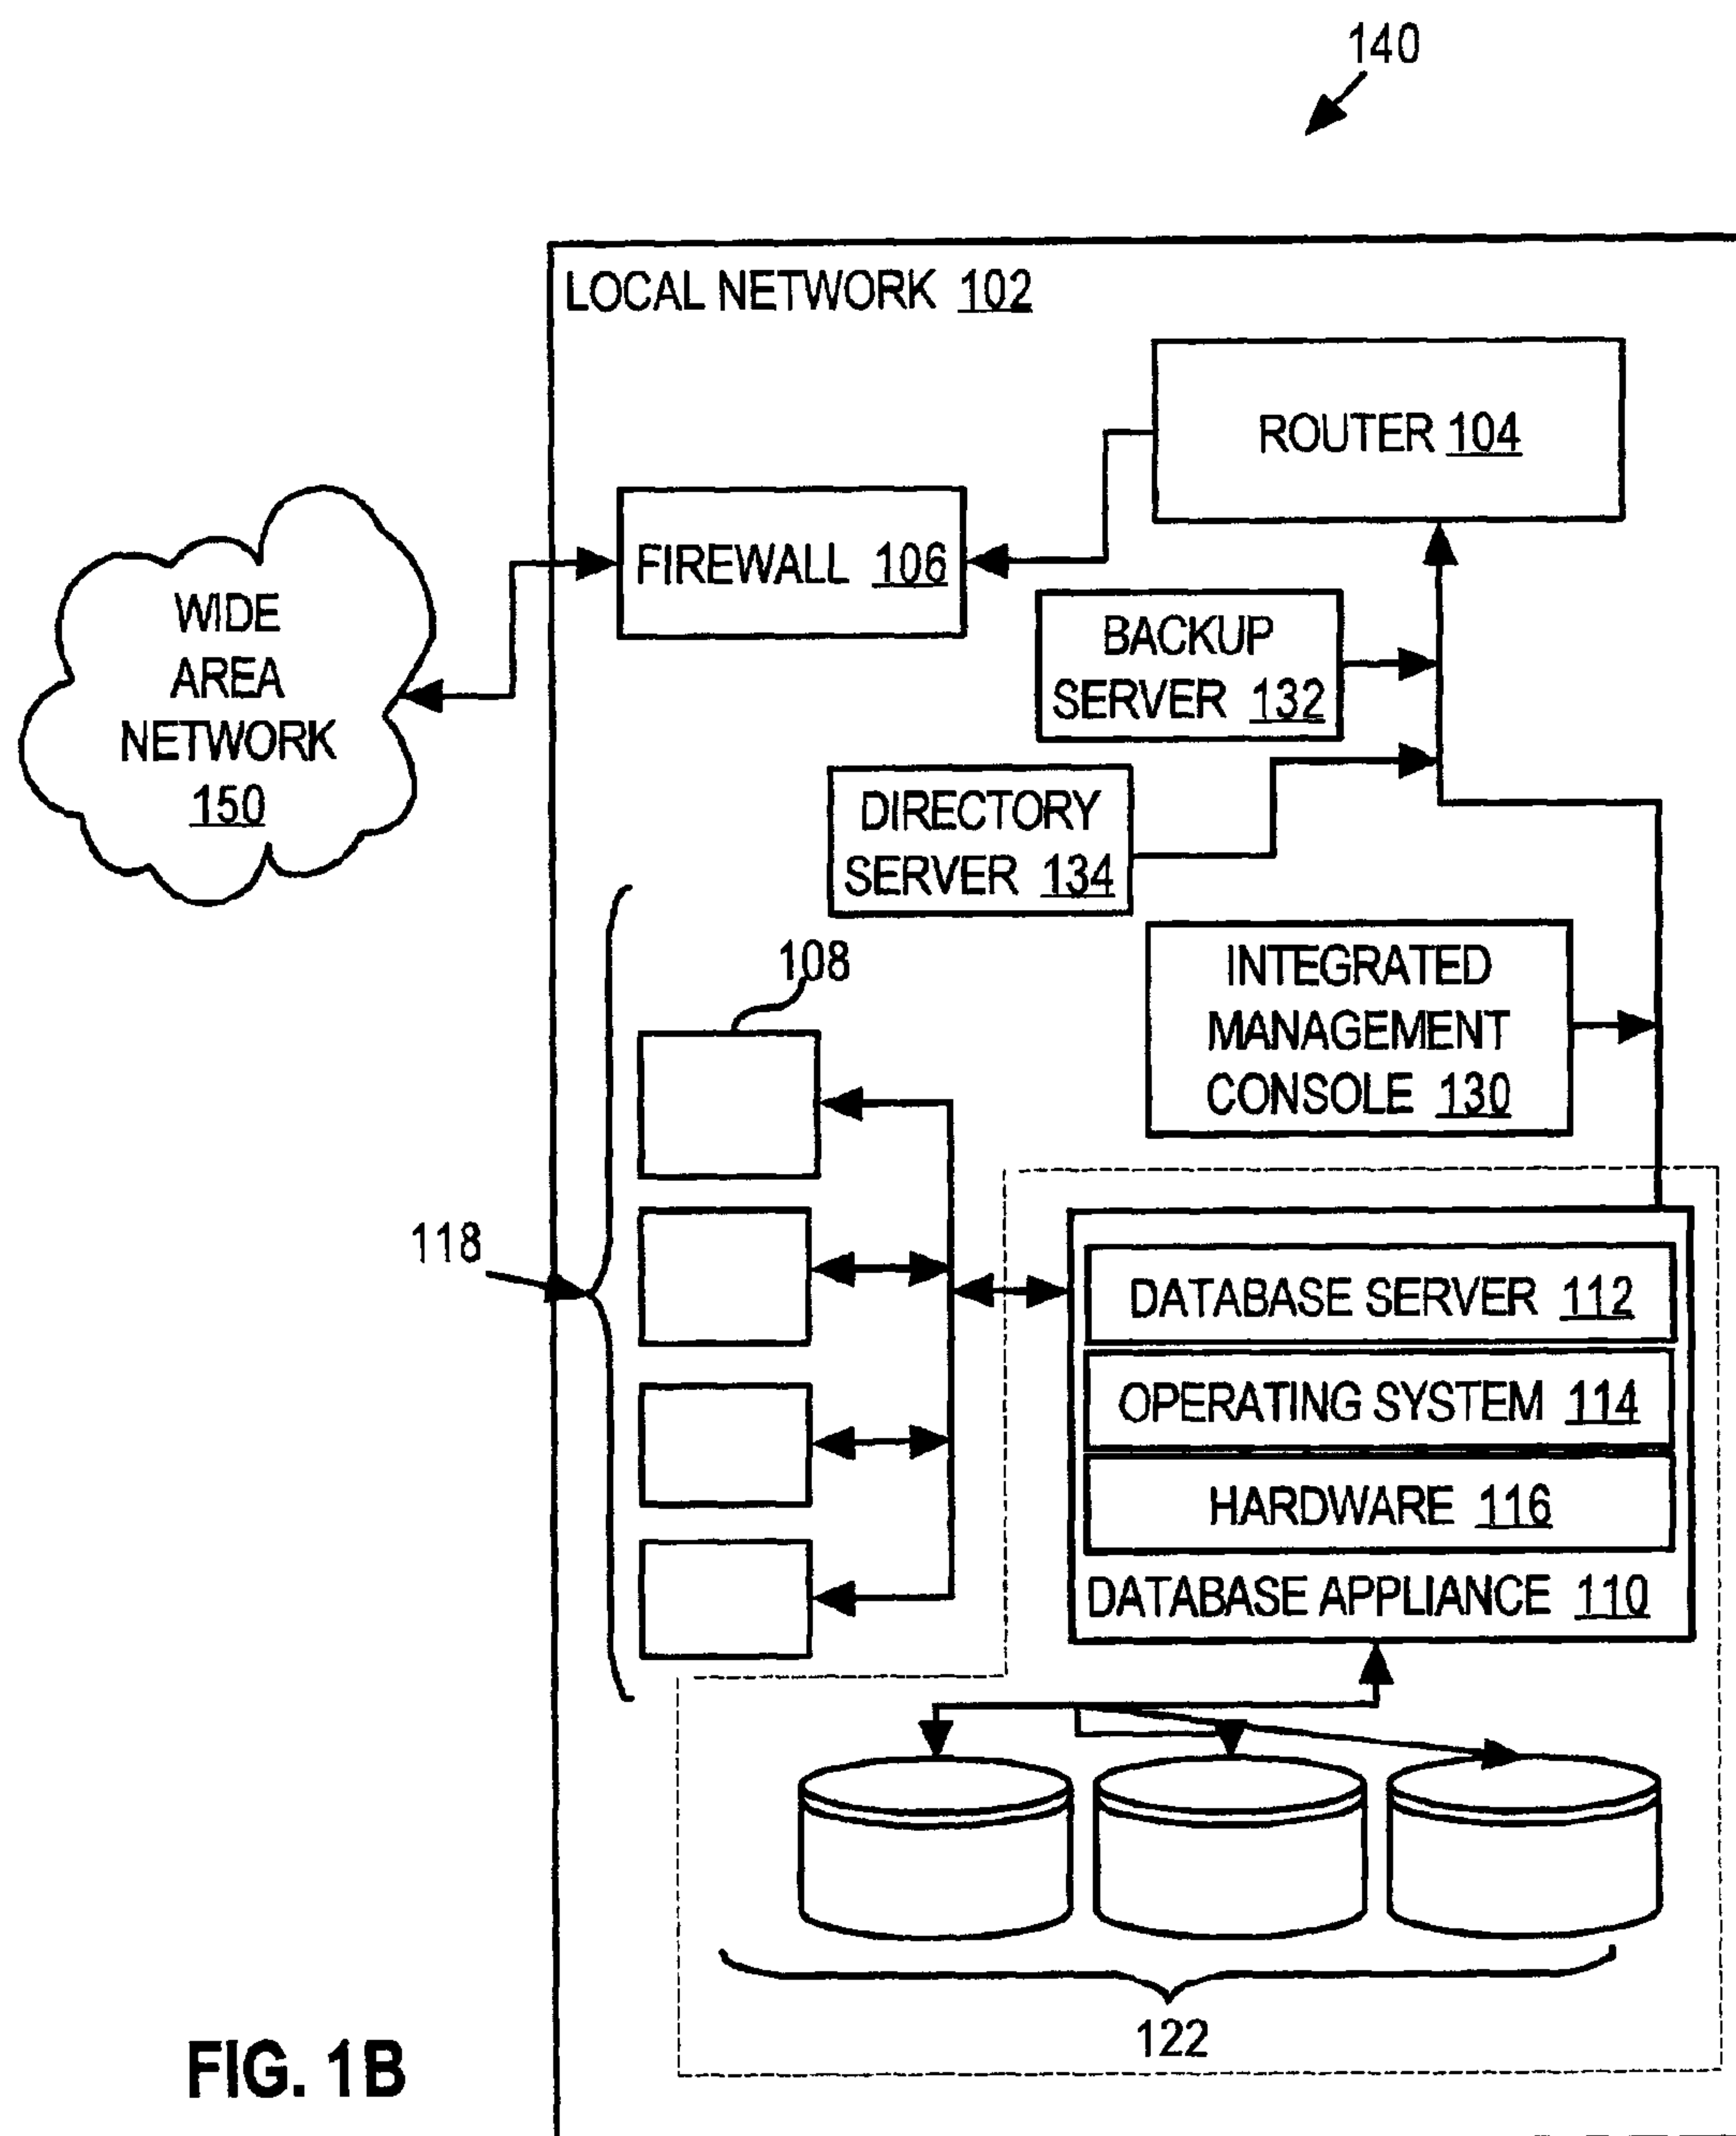 140
LOCAL NETWORK 102
ROUTER 104
FIREWALL 106
WIDE
AREA
NETWORK
150
BACKUP
SERVER 132
DIRECTORY
SERVER 134
108
INTEGRATED
MANAGEMENT
CONSOLE 130
118
DATABASE SERVER 112
OPERATING SYSTEM 114
HARDWARE 116
DATABASE APPLIANCE 110
122
FIG. 1B